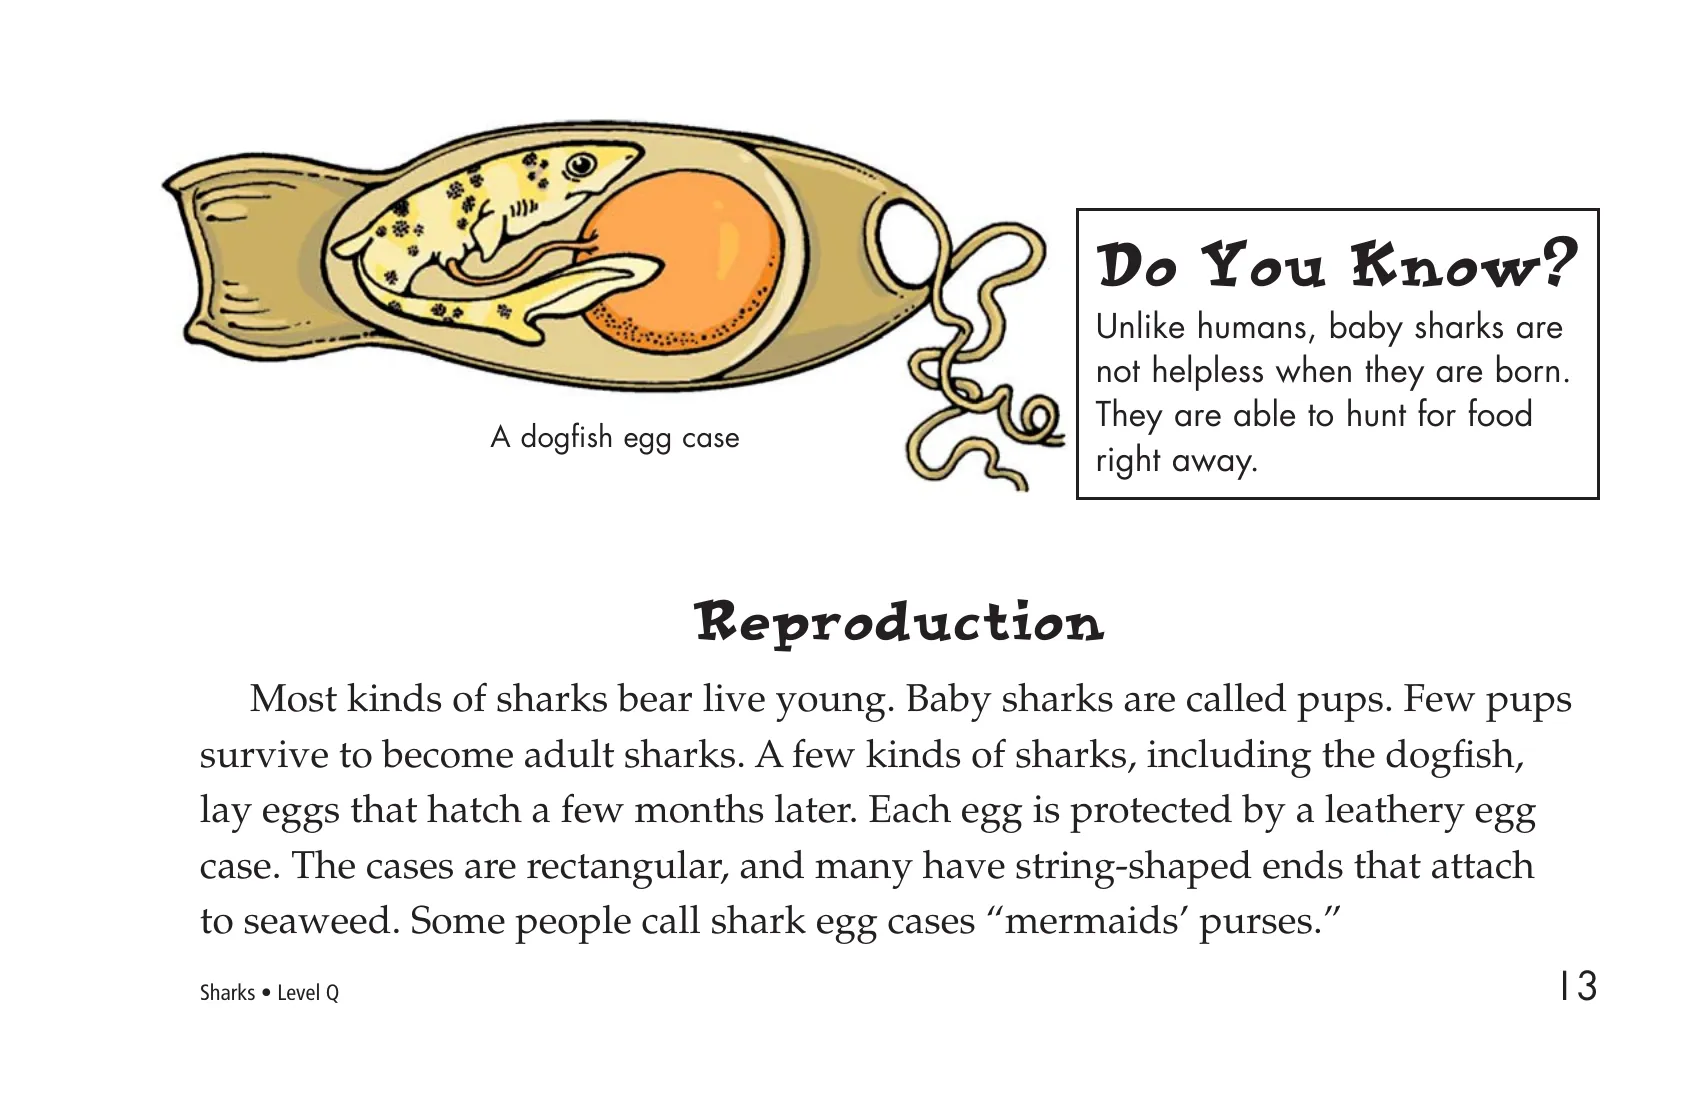 A dogfish egg case
Do You Know?
Unlike humans, baby sharks are
not helpless when they are born.
They are able to hunt for food
right away.
Reproduction
Most kinds of sharks bear live young. Baby sharks are called pups. Few pups
survive to become adult sharks. A few kinds of sharks, including the dogfish,
lay eggs that hatch a few months later. Each egg is protected by a leathery egg
case. The cases are rectangular, and many have string-shaped ends that attach
to seaweed. Some people call shark egg cases “mermaids’ purses.”
Sharks • Level Q
13